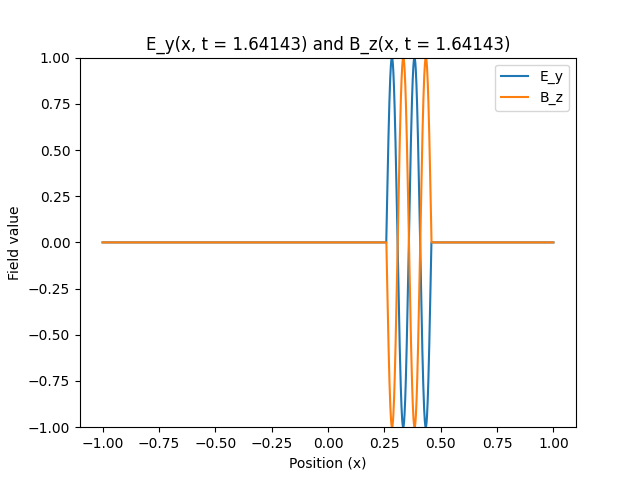 E_y(x, t = 1.64143) and B_z(x, t = 1.64143)
E_y
B_z
1.00
0.75
0.50
0.25
0.00
−0.25
−0.50
−0.75
−1.00
Field value
−1.00 −0.75 −0.50 −0.25 0.00 0.25 0.50 0.75 1.00
Position (x)